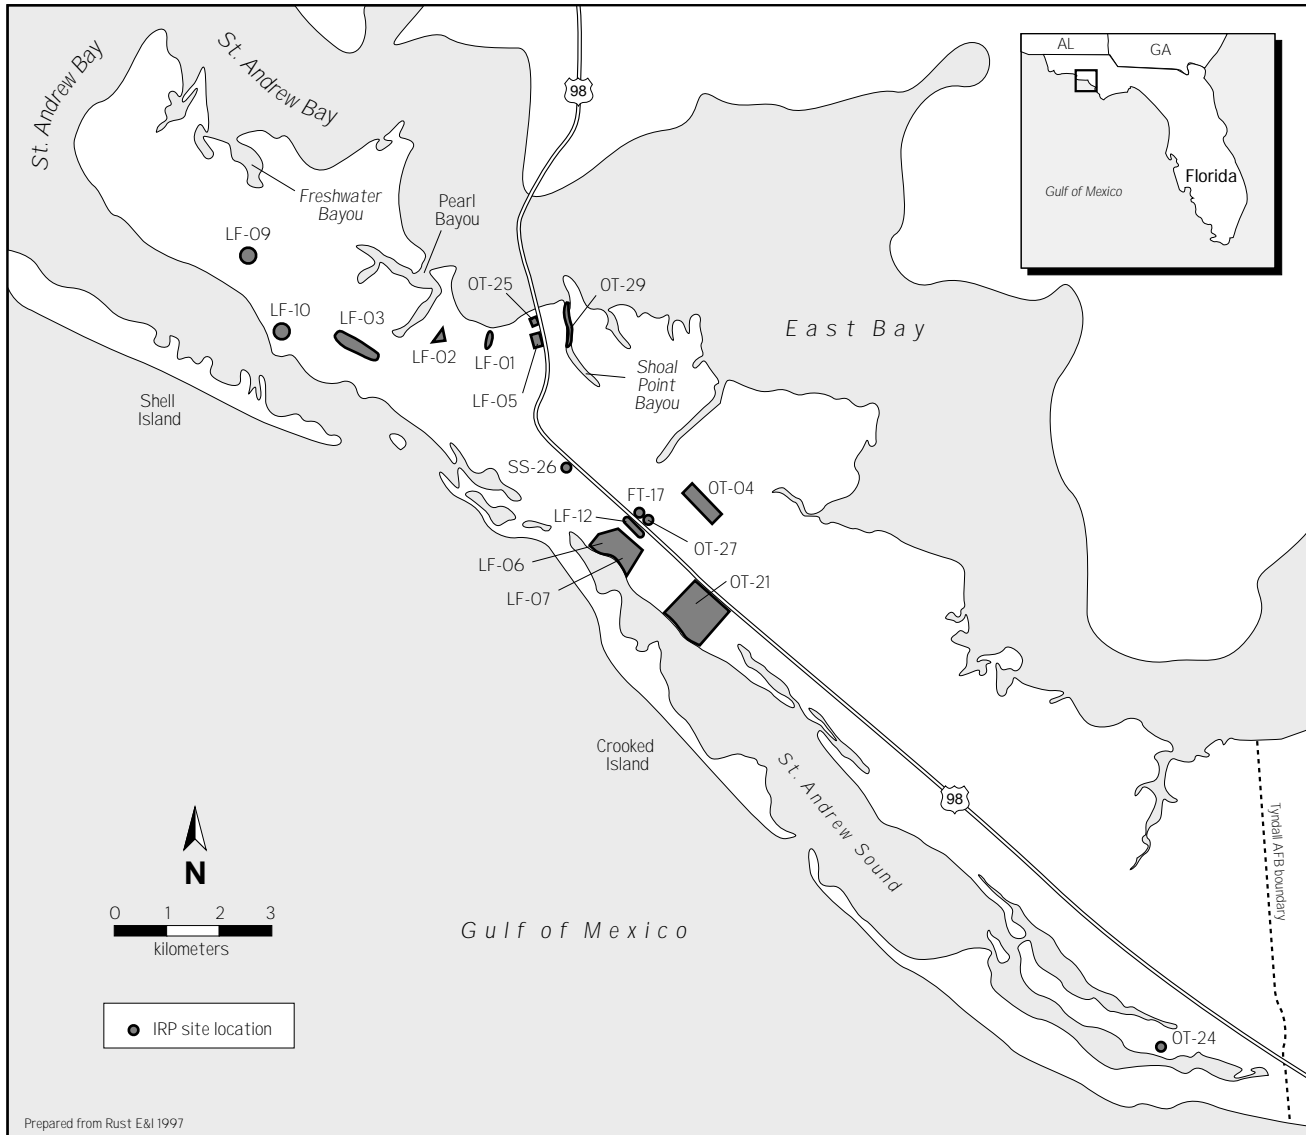 St. Andrew Bay
St. Andrew Bay
98
AL
GA
Florida
Gulf of Mexico
Freshwater
Bayou
Pearl
Bayou
LF-09
OT-25
OT-29
LF-10
LF-03
LF-02
LF-01
LF-05
East Bay
Shoal
Point
Bayou
Shell
Island
SS-26
FT-17
OT-04
LF-12
OT-27
LF-06
LF-07
OT-21
Crooked
Island
St. Andrew Sound
98
Tyndall AFB boundary
N
0 1 2 3
kilometers
Gulf of Mexico
IRP site location
OT-24
Prepared from Rust E&I 1997